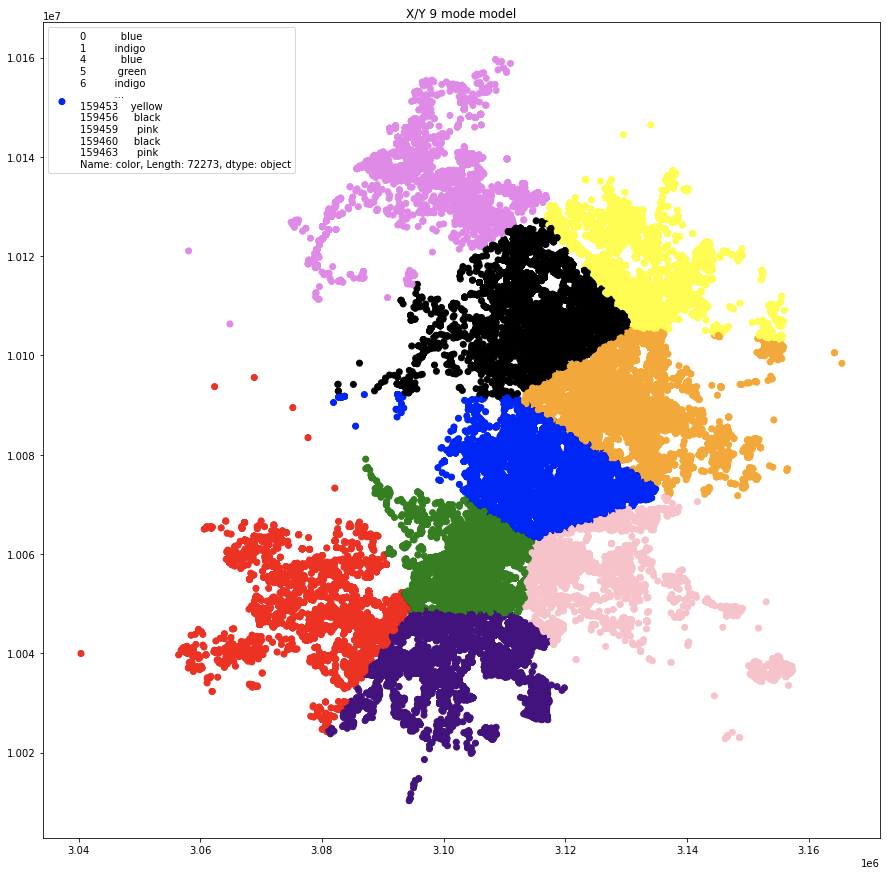 X/Y 9 mode model
1e7
0 blue
1 indigo
4 blue
5 green
6 indigo
...
159453 yellow
159456 black
159459 pink
159460 black
159463 pink
Name: color, Length: 72273, dtype: object
1.016
1.014
1.012
1.010
1.008
1.006
1.004
1.002
3.04 3.06 3.08 3.10 3.12 3.14 3.16
1e6